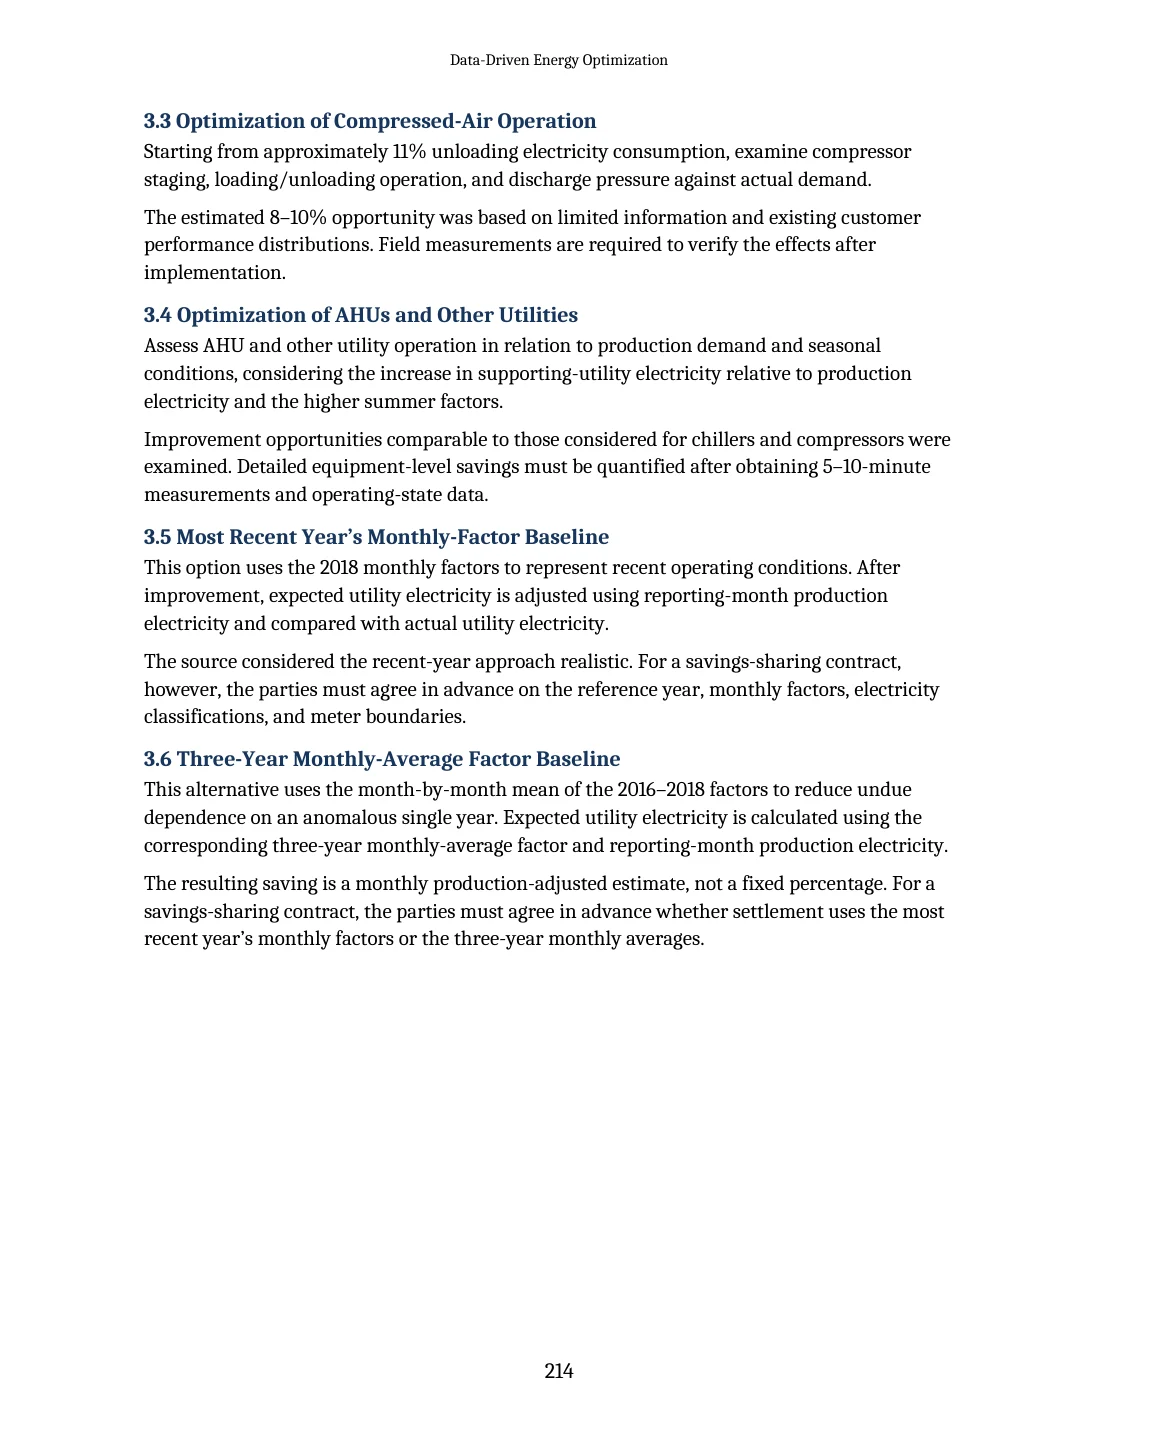 Data-Driven Energy Optimization
3.3 Optimization of Compressed-Air Operation
Starting from approximately 11% unloading electricity consumption, examine compressor
staging, loading/unloading operation, and discharge pressure against actual demand.
The estimated 8–10% opportunity was based on limited information and existing customer
performance distributions. Field measurements are required to verify the effects after
implementation.
3.4 Optimization of AHUs and Other Utilities
Assess AHU and other utility operation in relation to production demand and seasonal
conditions, considering the increase in supporting-utility electricity relative to production
electricity and the higher summer factors.
Improvement opportunities comparable to those considered for chillers and compressors were
examined. Detailed equipment-level savings must be quantified after obtaining 5–10-minute
measurements and operating-state data.
3.5 Most Recent Year’s Monthly-Factor Baseline
This option uses the 2018 monthly factors to represent recent operating conditions. After
improvement, expected utility electricity is adjusted using reporting-month production
electricity and compared with actual utility electricity.
The source considered the recent-year approach realistic. For a savings-sharing contract,
however, the parties must agree in advance on the reference year, monthly factors, electricity
classifications, and meter boundaries.
3.6 Three-Year Monthly-Average Factor Baseline
This alternative uses the month-by-month mean of the 2016–2018 factors to reduce undue
dependence on an anomalous single year. Expected utility electricity is calculated using the
corresponding three-year monthly-average factor and reporting-month production electricity.
The resulting saving is a monthly production-adjusted estimate, not a fixed percentage. For a
savings-sharing contract, the parties must agree in advance whether settlement uses the most
recent year’s monthly factors or the three-year monthly averages.
214